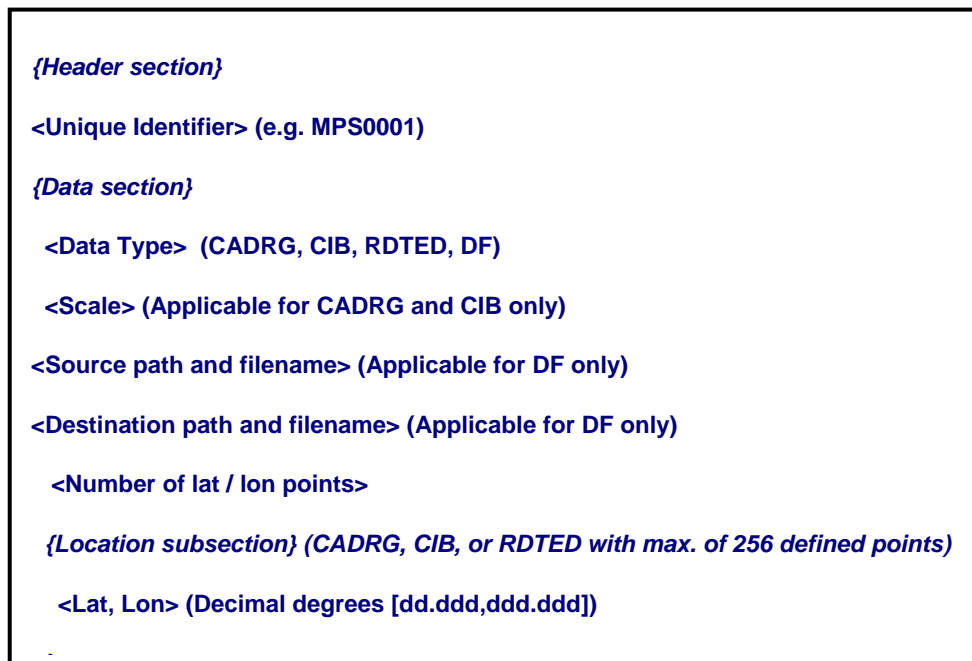 {Header section}
<Unique Identifier> (e.g. MPS0001)
{Data section}
<Data Type> (CADRG, CIB, RDTED, DF)
<Scale> (Applicable for CADRG and CIB only)
<Source path and filename> (Applicable for DF only)
<Destination path and filename> (Applicable for DF only)
<Number of lat / lon points>
{Location subsection} (CADRG, CIB, or RDTED with max. of 256 defined points)
<Lat, Lon> (Decimal degrees [dd.ddd,ddd.ddd])